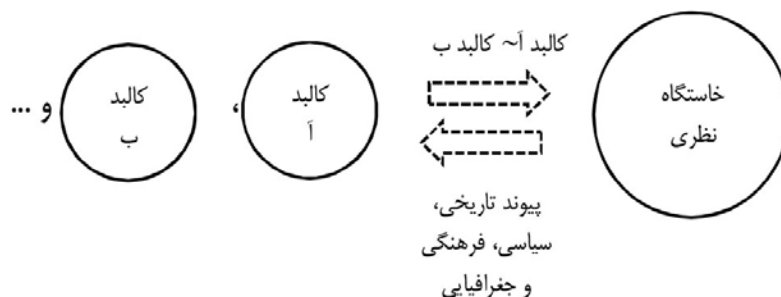 خاستگاه
نظری
کالبد آ~ کالبد ب
پیوند تاریخی،
سیاسی، فرهنگی
و جغرافیایی
کالبد
آ
،
کالبد
ب
و ...